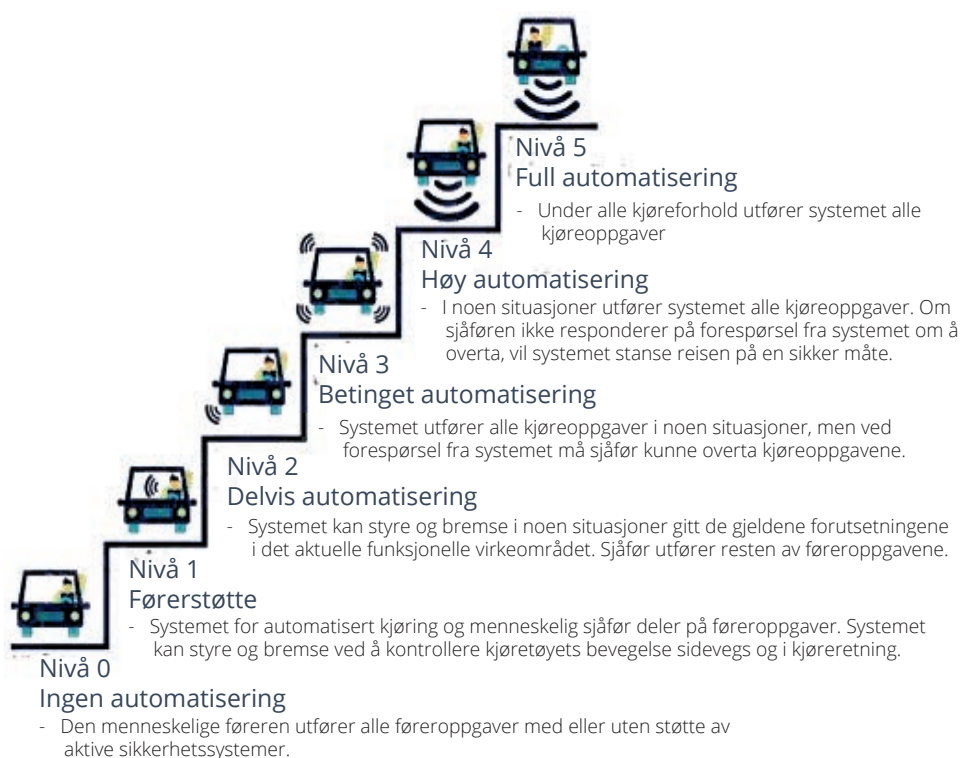 Nivå 5
Full automatisering
- Under alle kjøreforhold utfører systemet alle
kjøreoppgaver
Nivå 4
Høy automatisering
- I noen situasjoner utfører systemet alle kjøreoppgaver. Om
sjåføren ikke responderer på forespørsel fra systemet om å
overta, vil systemet stanse reisen på en sikker måte.
Nivå 3
Betinget automatisering
- Systemet utfører alle kjøreoppgaver i noen situasjoner, men ved
forespørsel fra systemet må sjåfør kunne overta kjøreoppgavene.
Nivå 2
Delvis automatisering
- Systemet kan styre og bremse i noen situasjoner gitt de gjeldene forutsetningene
i det aktuelle funksjonelle virkeområdet. Sjåfør utfører resten av føreroppgavene.
Nivå 1
Førerstøtte
- Systemet for automatisert kjøring og menneskelig sjåfør deler på føreroppgaver. Systemet
kan styre og bremse ved å kontrollere kjøretøyets bevegelse sidevegs og i kjøreretning.
Nivå 0
Ingen automatisering
- Den menneskelige føreren utfører alle føreroppgaver med eller uten støtte av
aktive sikkerhetssystemer.